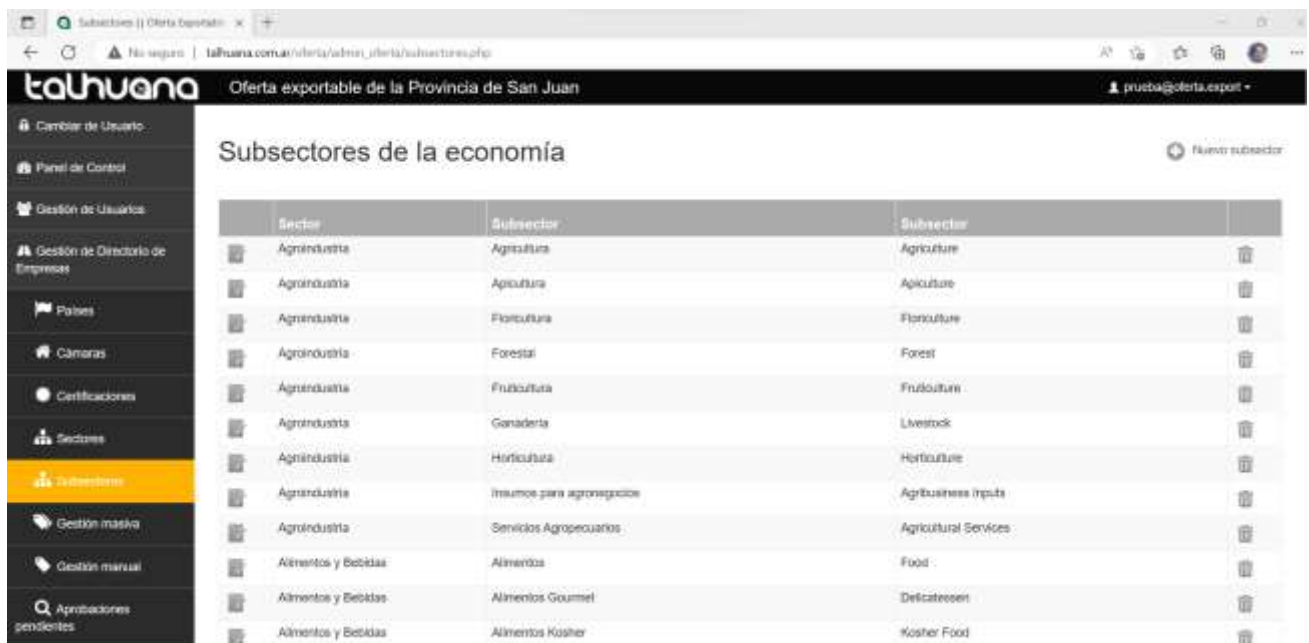 Subsectores || Oferta Exportable
No seguro | talhuana.com.ar/oferta/admin_oferta/subsectores.php
talhuana
Oferta exportable de la Provincia de San Juan
prueba@oferta.export
Cambiar de Usuario
Panel de Control
Gestión de Usuarios
Gestión de Directorio de
Empresas
Países
Cámaras
Certificaciones
Sectores
Subsectores
Gestión masiva
Gestión manual
Aprobaciones
pendientes
Subsectores de la economía
Nuevo subsector
Sector Subsector Subsector
Agroindustria Agricultura Agriculture
Agroindustria Apicultura Apiculture
Agroindustria Floricultura Floriculture
Agroindustria Forestal Forest
Agroindustria Fruticultura Fruticulture
Agroindustria Ganadería Livestock
Agroindustria Horticultura Horticulture
Agroindustria Insumos para agronegocios Agribusiness Inputs
Agroindustria Servicios Agropecuarios Agricultural Services
Alimentos y Bebidas Alimentos Food
Alimentos y Bebidas Alimentos Gourmet Delicatessen
Alimentos y Bebidas Alimentos Kosher Kosher Food